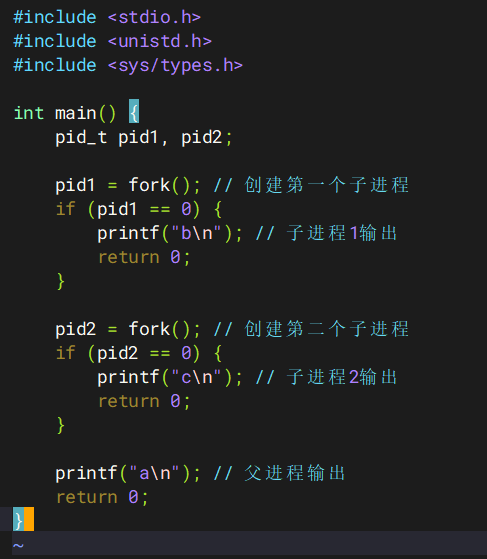 #include <stdio.h>
#include <unistd.h>
#include <sys/types.h>
int main() {
pid_t pid1, pid2;
pid1 = fork(); // 创建第一个子进程
if (pid1 == 0) {
printf("b\n"); // 子进程1输出
return 0;
}
pid2 = fork(); // 创建第二个子进程
if (pid2 == 0) {
printf("c\n"); // 子进程2输出
return 0;
}
printf("a\n"); // 父进程输出
return 0;
}
~